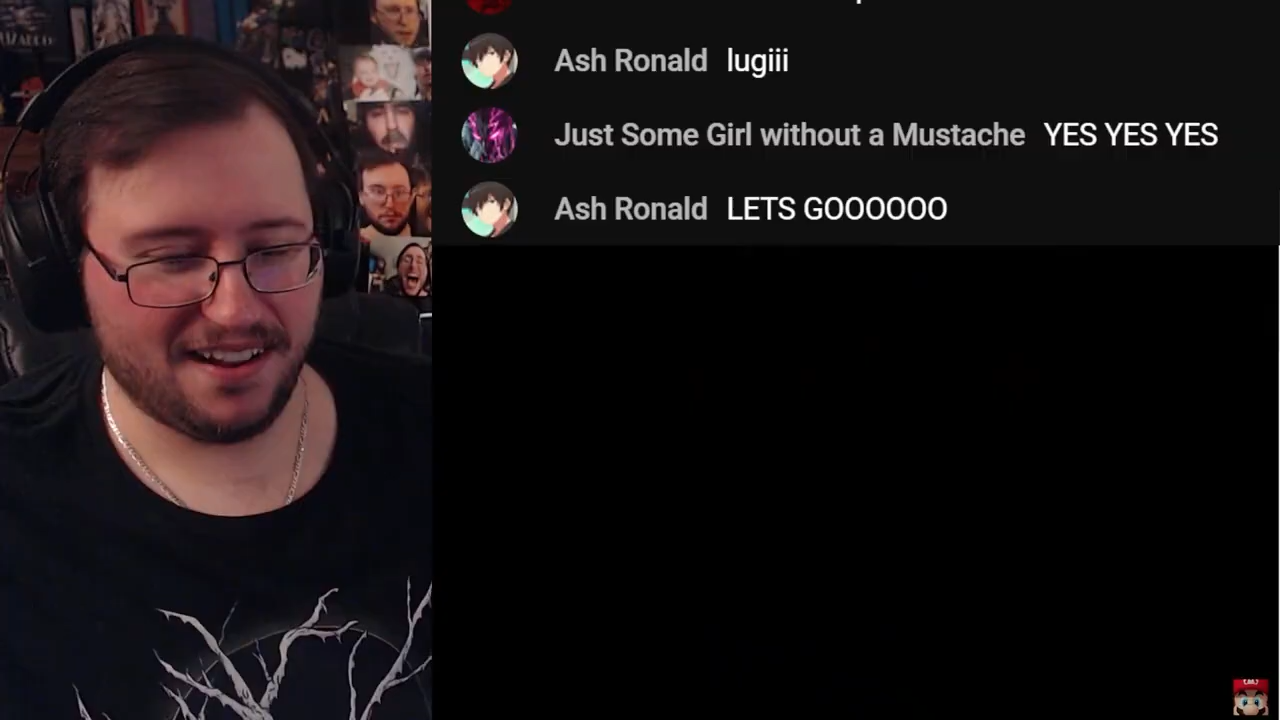 Ash Ronald lugiii
Just Some Girl without a Mustache YES YES YES
Ash Ronald LETS GOOOOOO